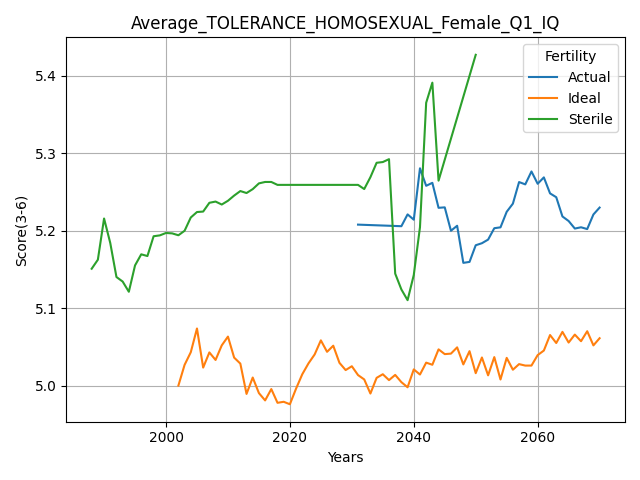 Average_TOLERANCE_HOMOSEXUAL_Female_Q1_IQ
Fertility
Actual
Ideal
Sterile
Score(3-6)
5.4
5.3
5.2
5.1
5.0
2000
2020
2040
2060
Years